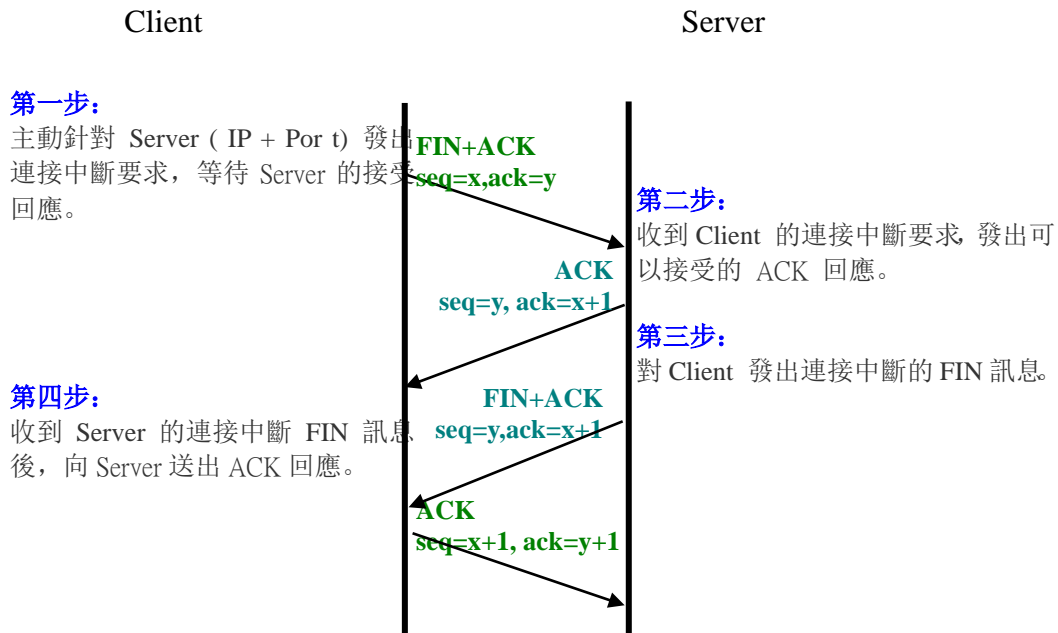 Client
Server
第一步：
主動針對 Server ( IP + Por t) 發出
連接中斷要求，等待 Server 的接受
回應。
FIN+ACK
seq=x,ack=y
第二步：
收到 Client 的連接中斷要求, 發出可
以接受的 ACK 回應。
ACK
seq=y, ack=x+1
第三步：
對 Client 發出連接中斷的 FIN 訊息。
FIN+ACK
seq=y,ack=x+1
第四步：
收到 Server 的連接中斷 FIN 訊息
後，向 Server 送出 ACK 回應。
ACK
seq=x+1, ack=y+1